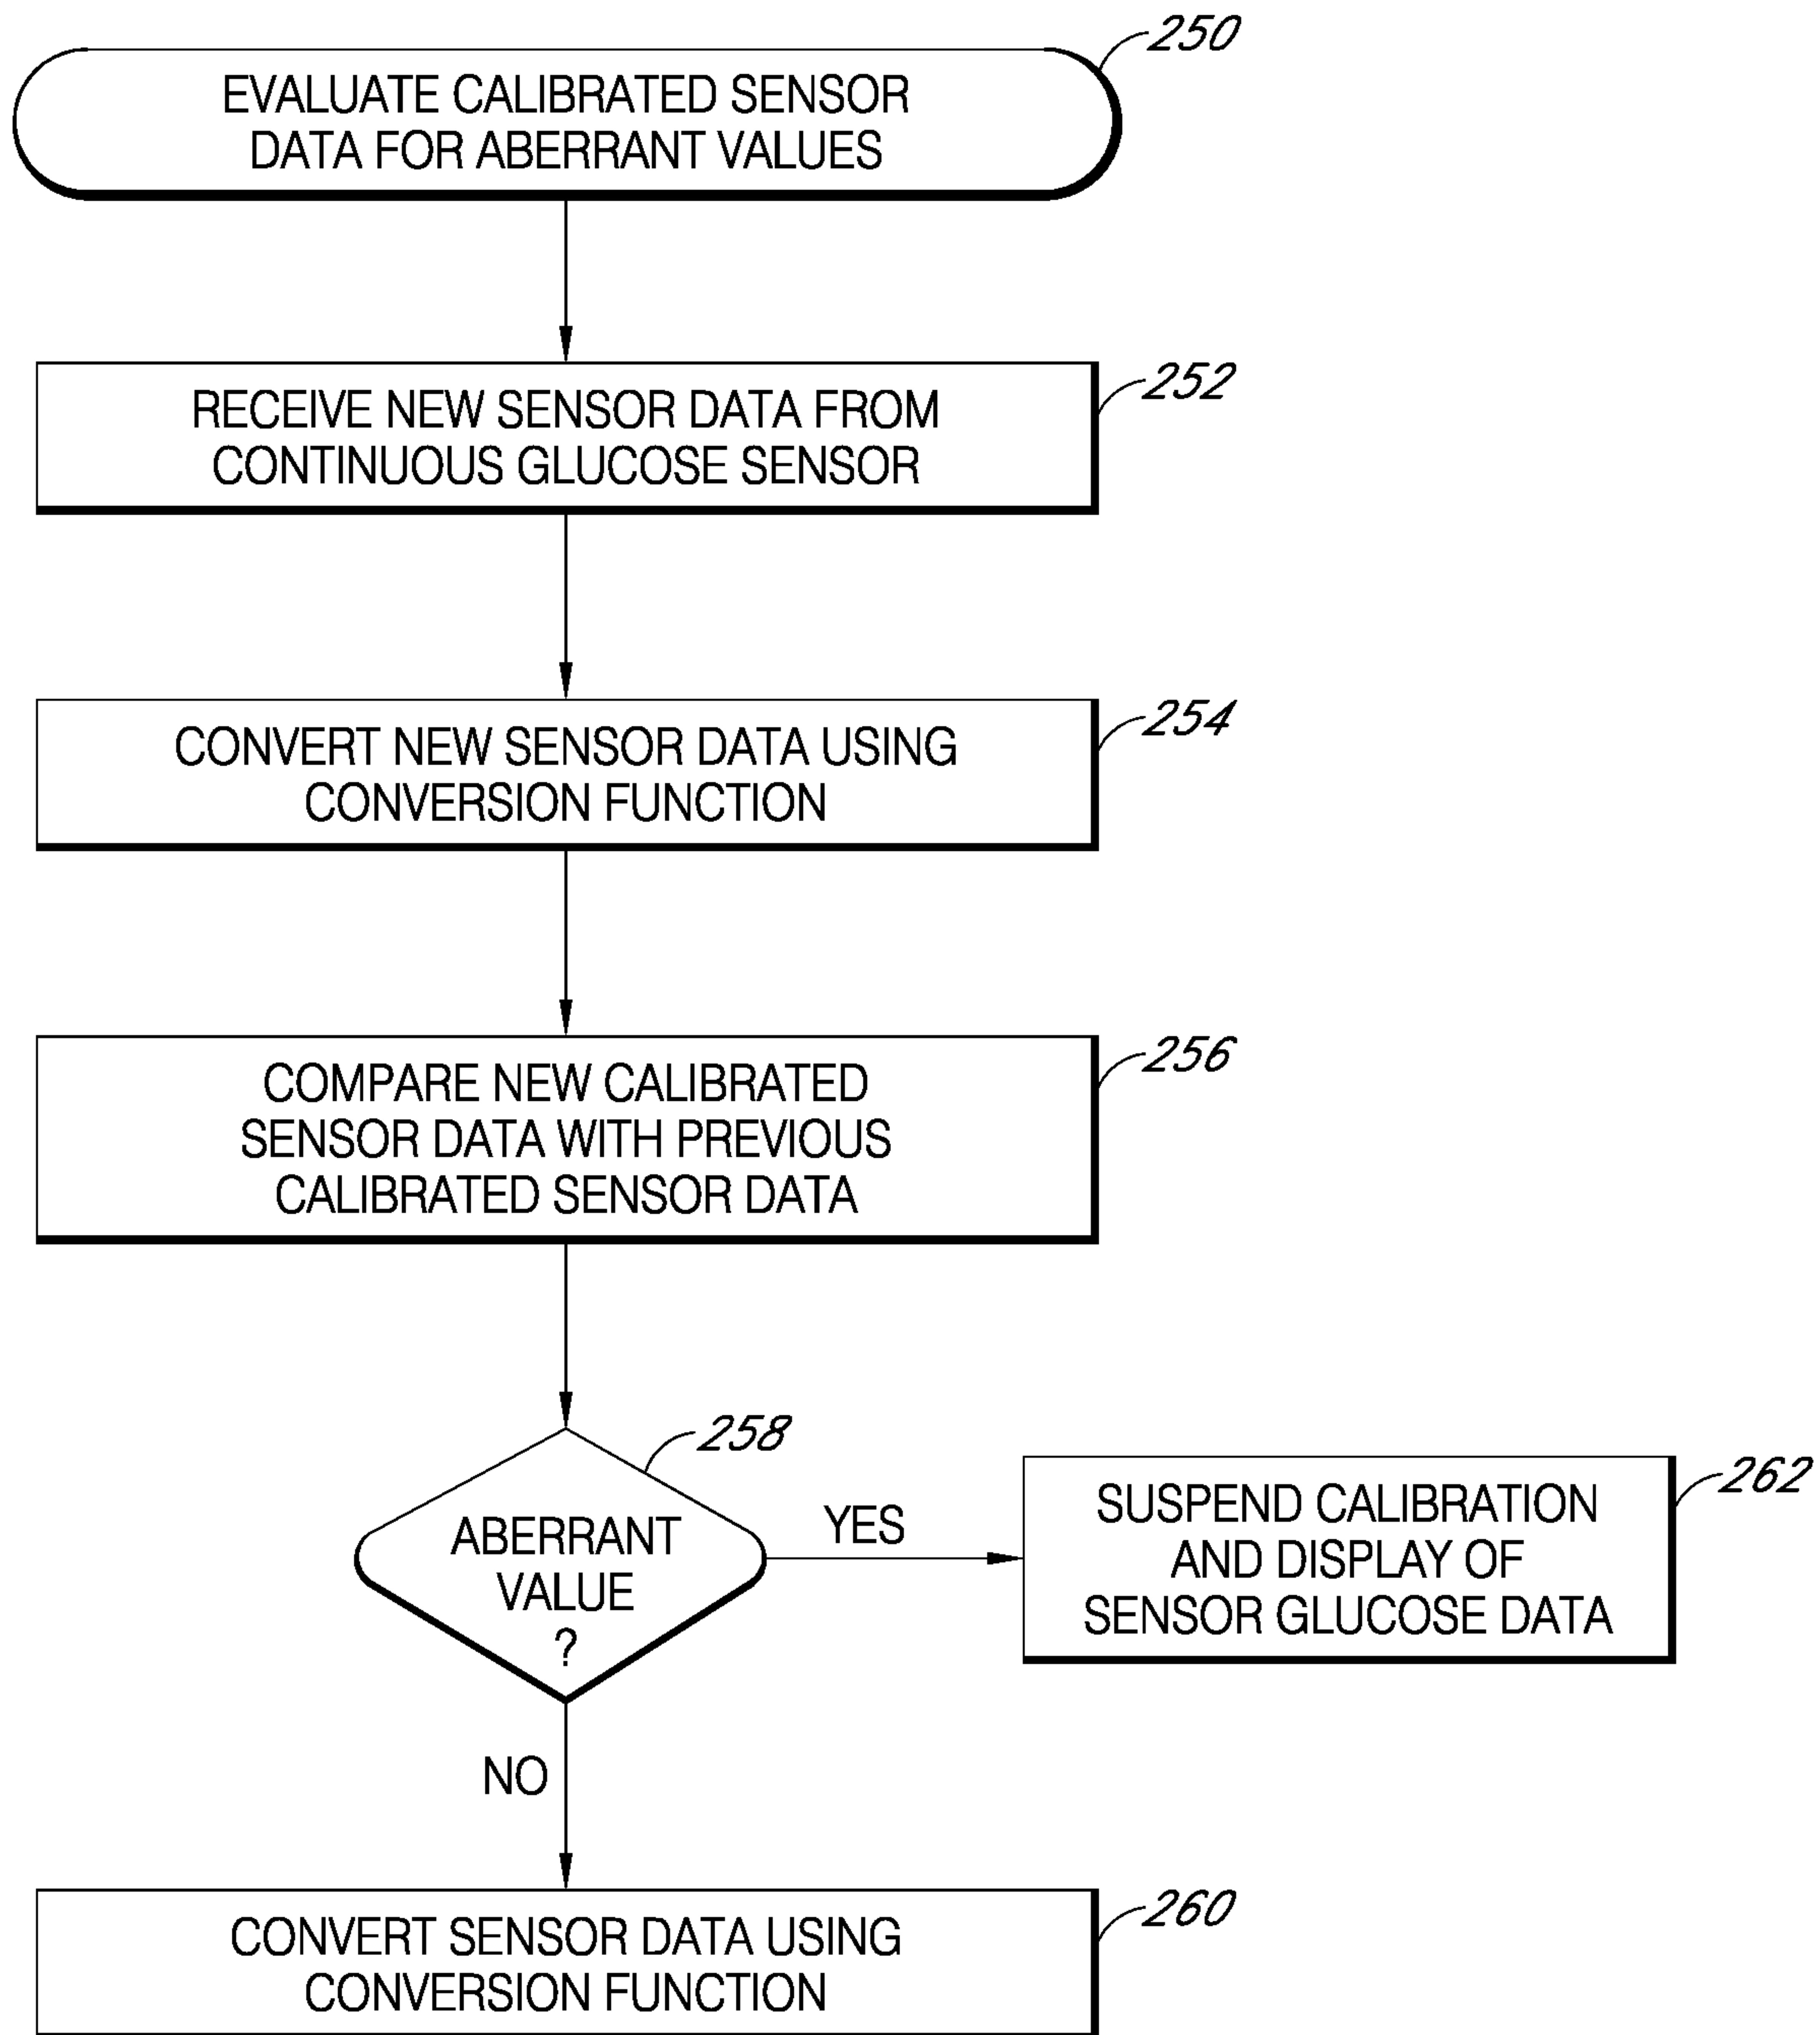 250
EVALUATE CALIBRATED SENSOR
DATA FOR ABERRANT VALUES
252
RECEIVE NEW SENSOR DATA FROM
CONTINUOUS GLUCOSE SENSOR
254
CONVERT NEW SENSOR DATA USING
CONVERSION FUNCTION
256
COMPARE NEW CALIBRATED
SENSOR DATA WITH PREVIOUS
CALIBRATED SENSOR DATA
258
ABERRANT
VALUE
?
YES
262
SUSPEND CALIBRATION
AND DISPLAY OF
SENSOR GLUCOSE DATA
NO
260
CONVERT SENSOR DATA USING
CONVERSION FUNCTION